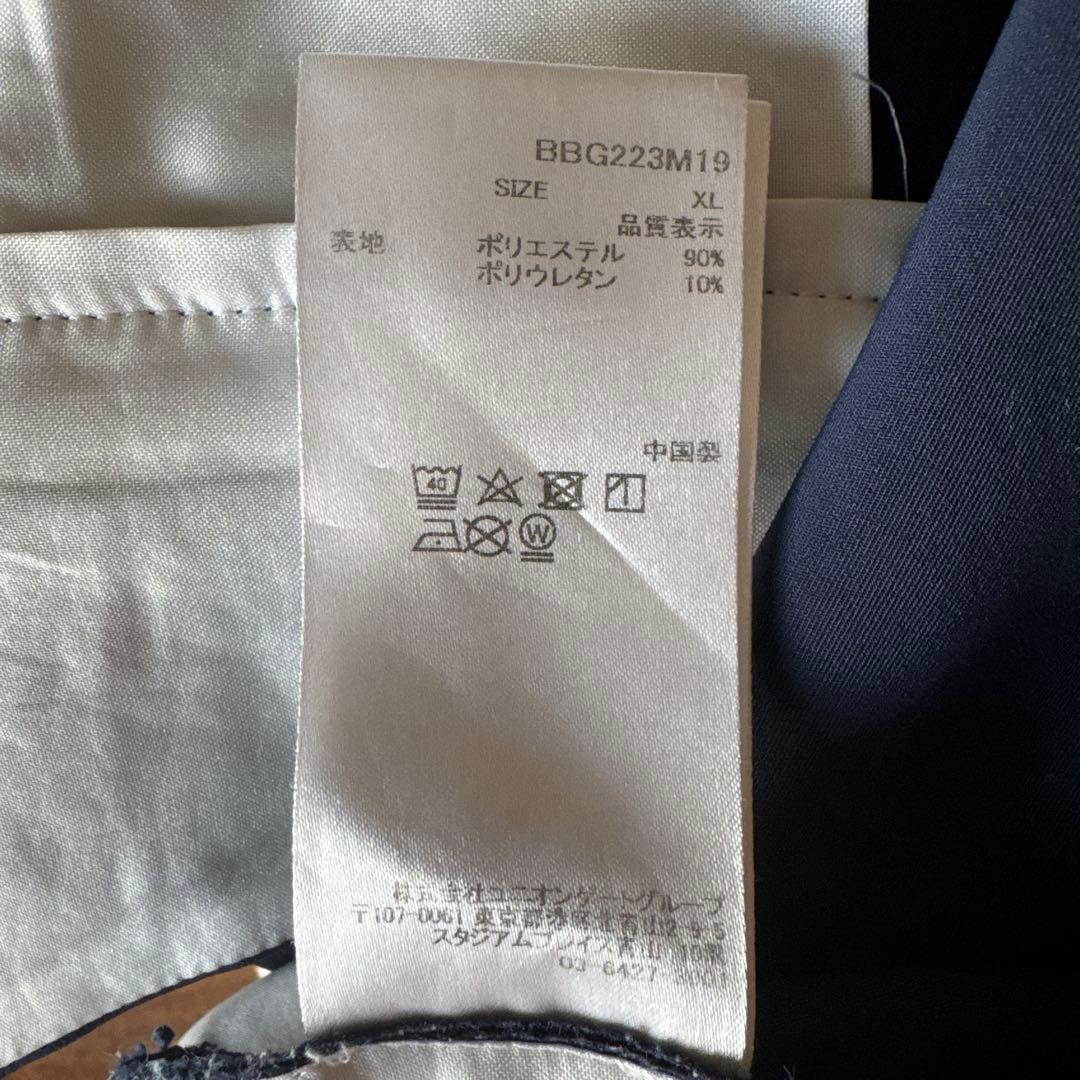 BBG223M19
SIZE XL
品質表示
表地 ポリエステル 90%
ポリウレタン 10%
中国製
40
W
株式会社ユニオンゲートグループ
〒107-0061 東京都港区北青山2-9-5
スタジアムプレイス青山
03-6427